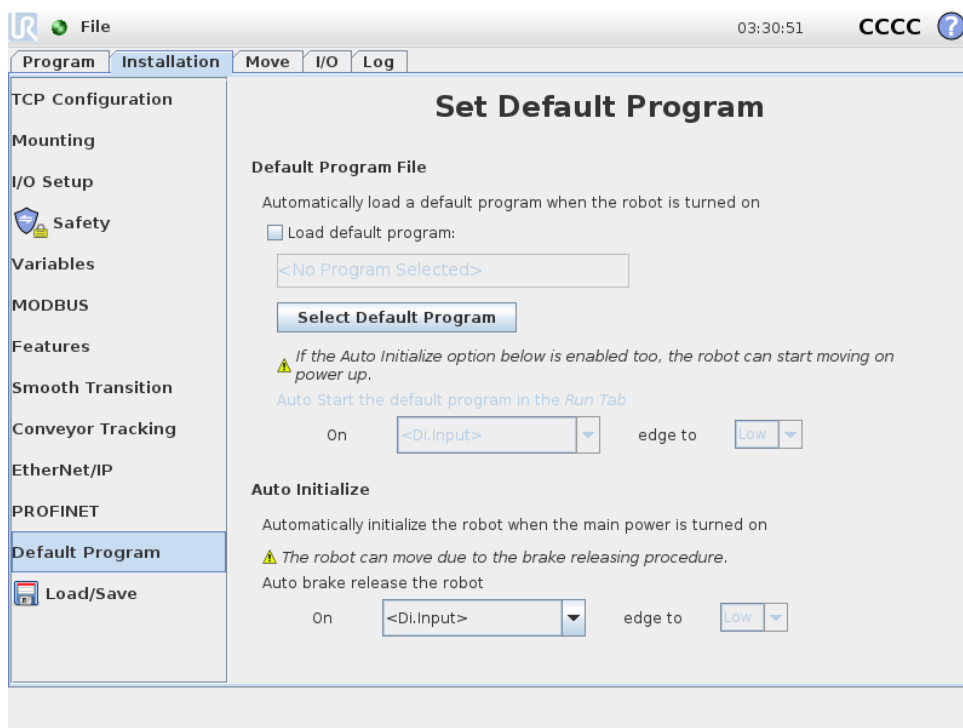 UR File 03:30:51 CCCC ?
Program Installation Move I/O Log
TCP Configuration
Mounting
I/O Setup
Safety
Variables
MODBUS
Features
Smooth Transition
Conveyor Tracking
EtherNet/IP
PROFINET
Default Program
Load/Save
Set Default Program
Default Program File
Automatically load a default program when the robot is turned on
Load default program:
<No Program Selected>
Select Default Program
If the Auto Initialize option below is enabled too, the robot can start moving on
power up.
Auto Start the default program in the Run Tab
On <Di.Input> edge to Low
Auto Initialize
Automatically initialize the robot when the main power is turned on
The robot can move due to the brake releasing procedure.
Auto brake release the robot
On <Di.Input> edge to Low